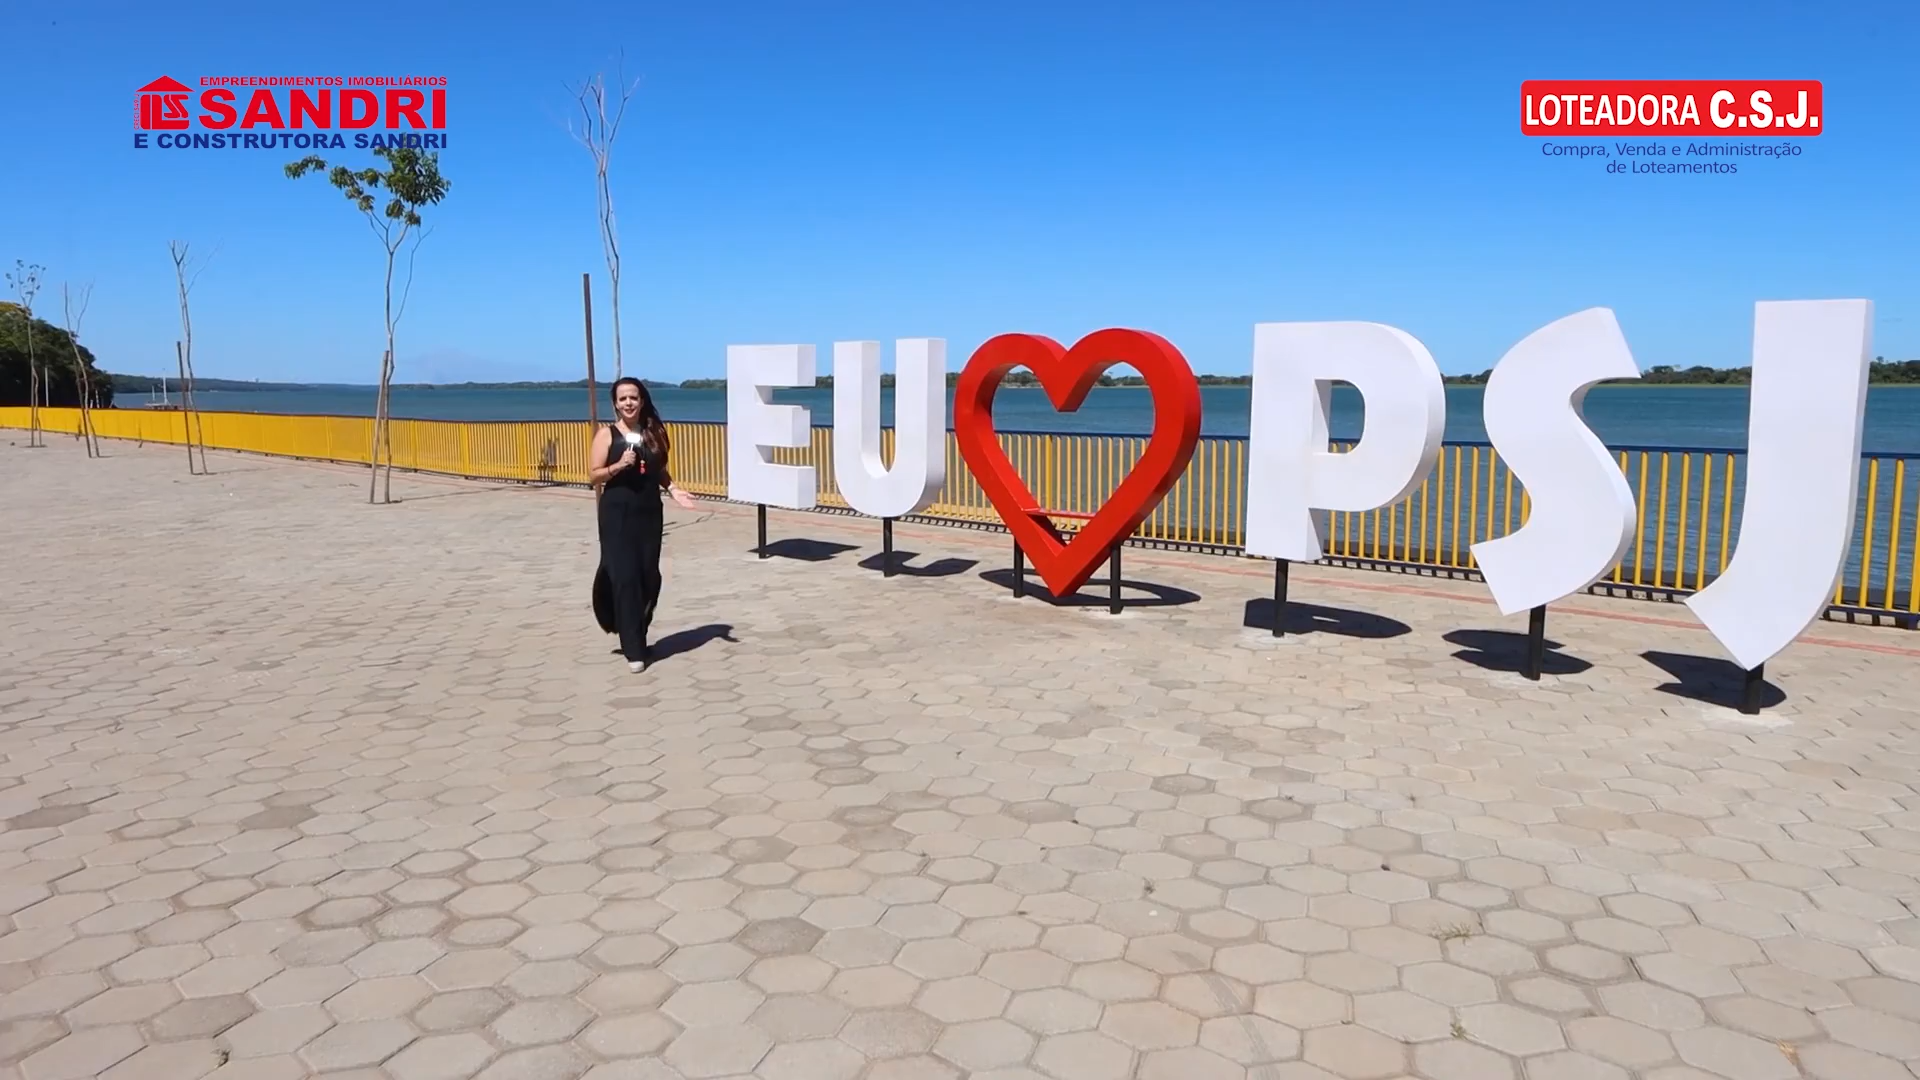 EMPREENDIMENTOS IMOBILIÁRIOS
SANDRI
E CONSTRUTORA SANDRI
LOTEADORA C.S.J.
Compra, Venda e Administração
de Loteamentos
EU PSJ